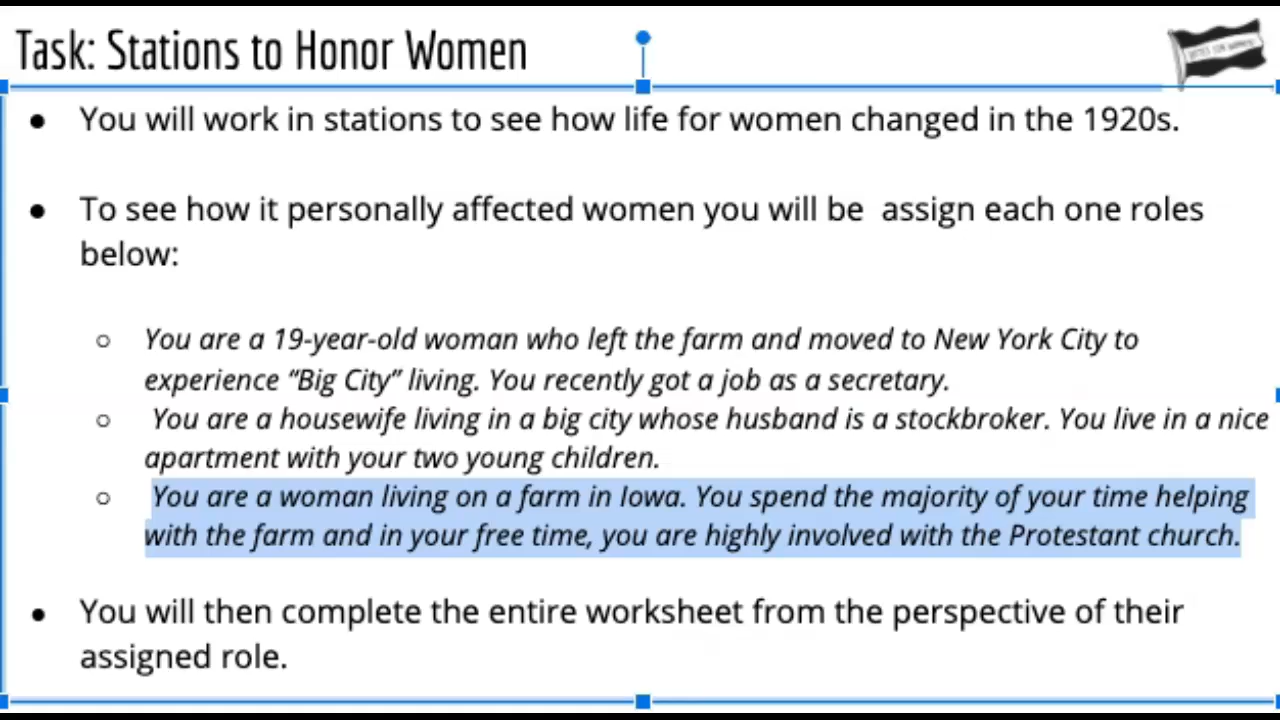 Task: Stations to Honor Women
VOTES FOR WOMEN
● You will work in stations to see how life for women changed in the 1920s.
● To see how it personally affected women you will be  assign each one roles
below:
○ You are a 19-year-old woman who left the farm and moved to New York City to
experience “Big City” living. You recently got a job as a secretary.
○ You are a housewife living in a big city whose husband is a stockbroker. You live in a nice
apartment with your two young children.
○ You are a woman living on a farm in Iowa. You spend the majority of your time helping
with the farm and in your free time, you are highly involved with the Protestant church.
● You will then complete the entire worksheet from the perspective of their
assigned role.